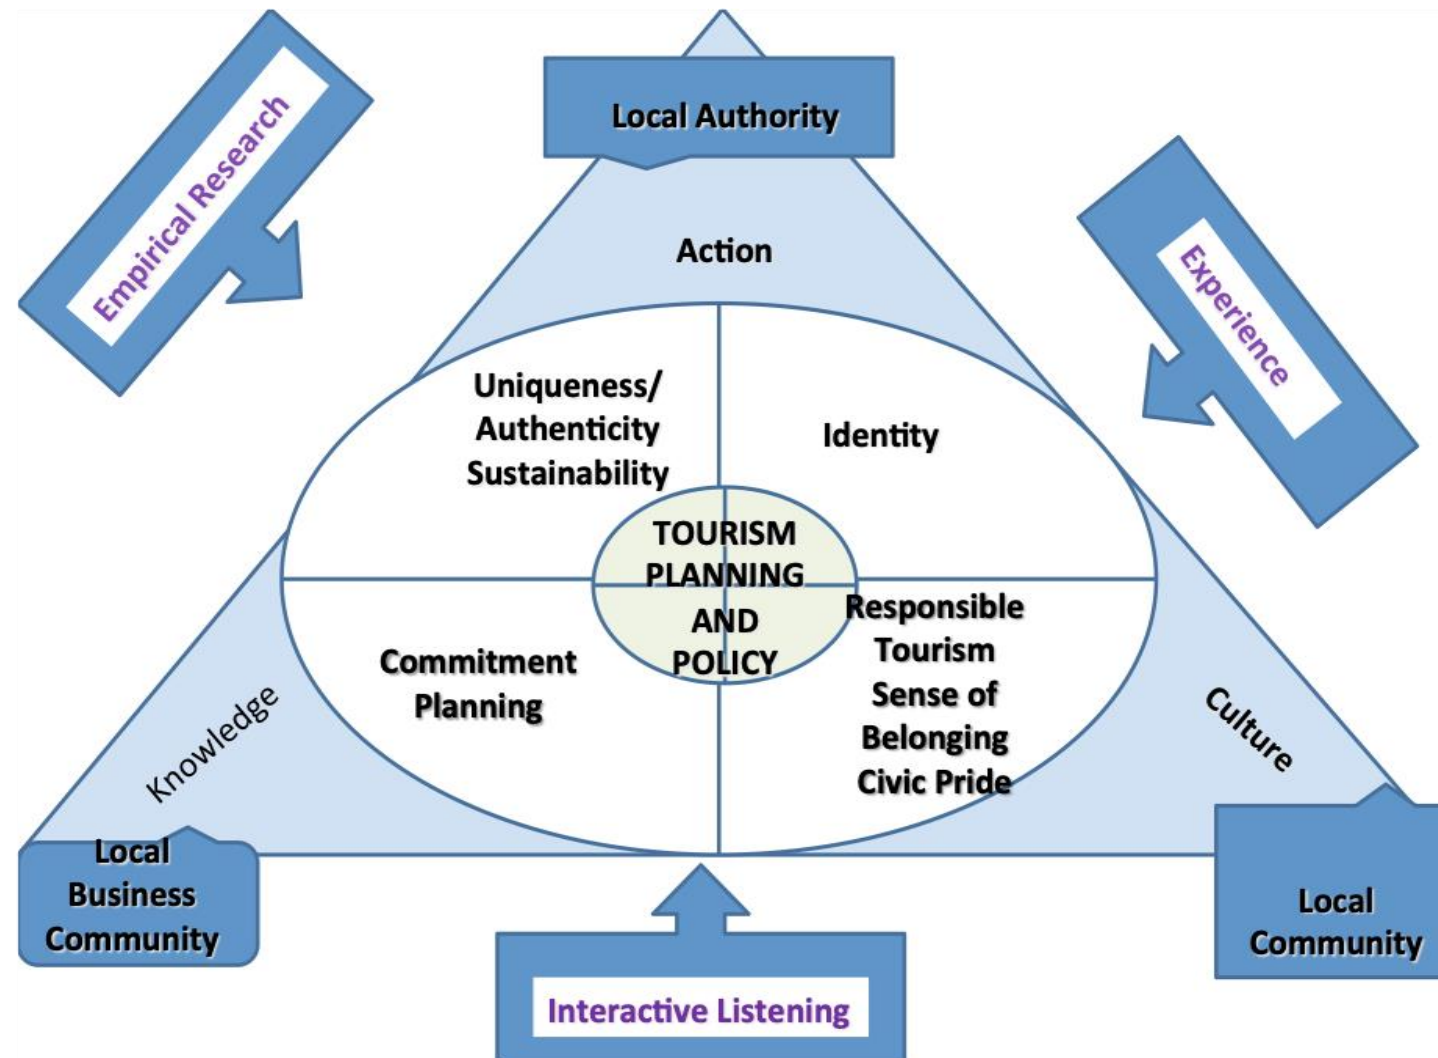 Local Authority
Empirical Research
Action
Experience
Uniqueness/
Authenticity
Sustainability
Identity
TOURISM
PLANNING
AND
POLICY
Commitment
Planning
Responsible
Tourism
Sense of
Belonging
Civic Pride
Knowledge
Culture
Local
Business
Community
Local
Community
Interactive Listening